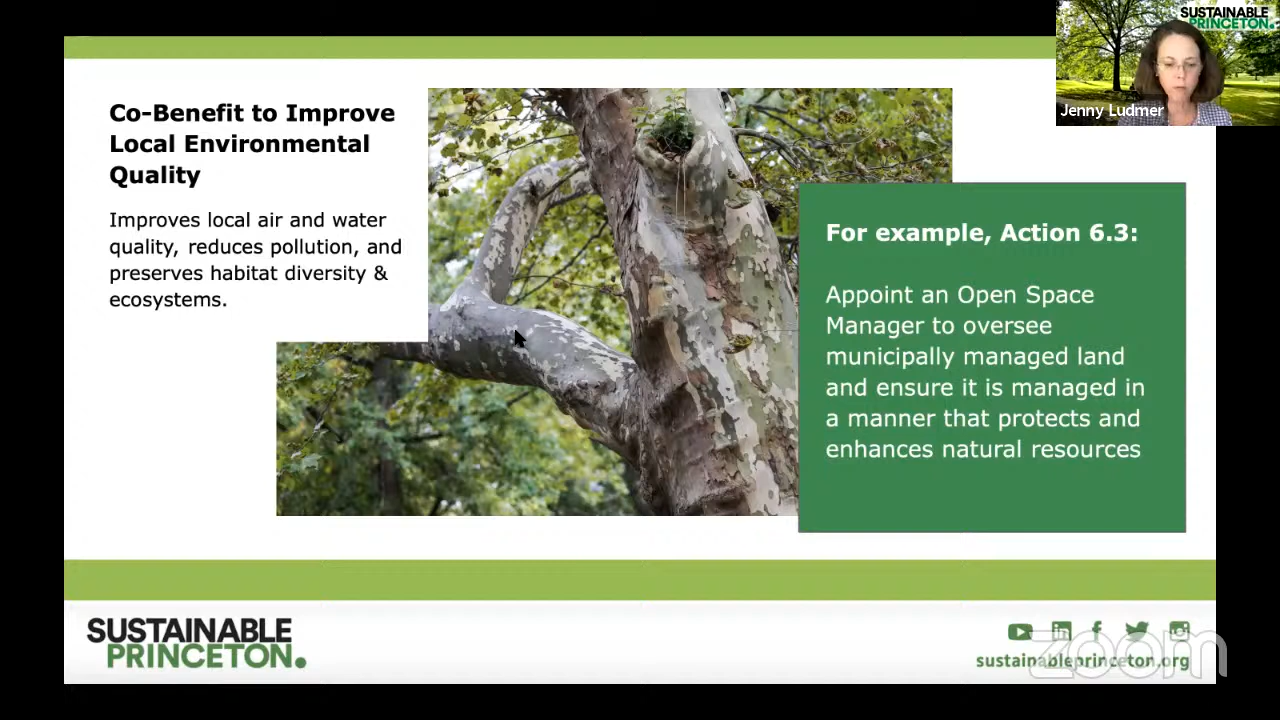 SUSTAINABLE
PRINCETON.
Jenny Ludmer
Co-Benefit to Improve
Local Environmental
Quality
Improves local air and water
quality, reduces pollution, and
preserves habitat diversity &
ecosystems.
For example, Action 6.3:
Appoint an Open Space
Manager to oversee
municipally managed land
and ensure it is managed in
a manner that protects and
enhances natural resources
SUSTAINABLE
PRINCETON.
sustainableprinceton.org
zoom